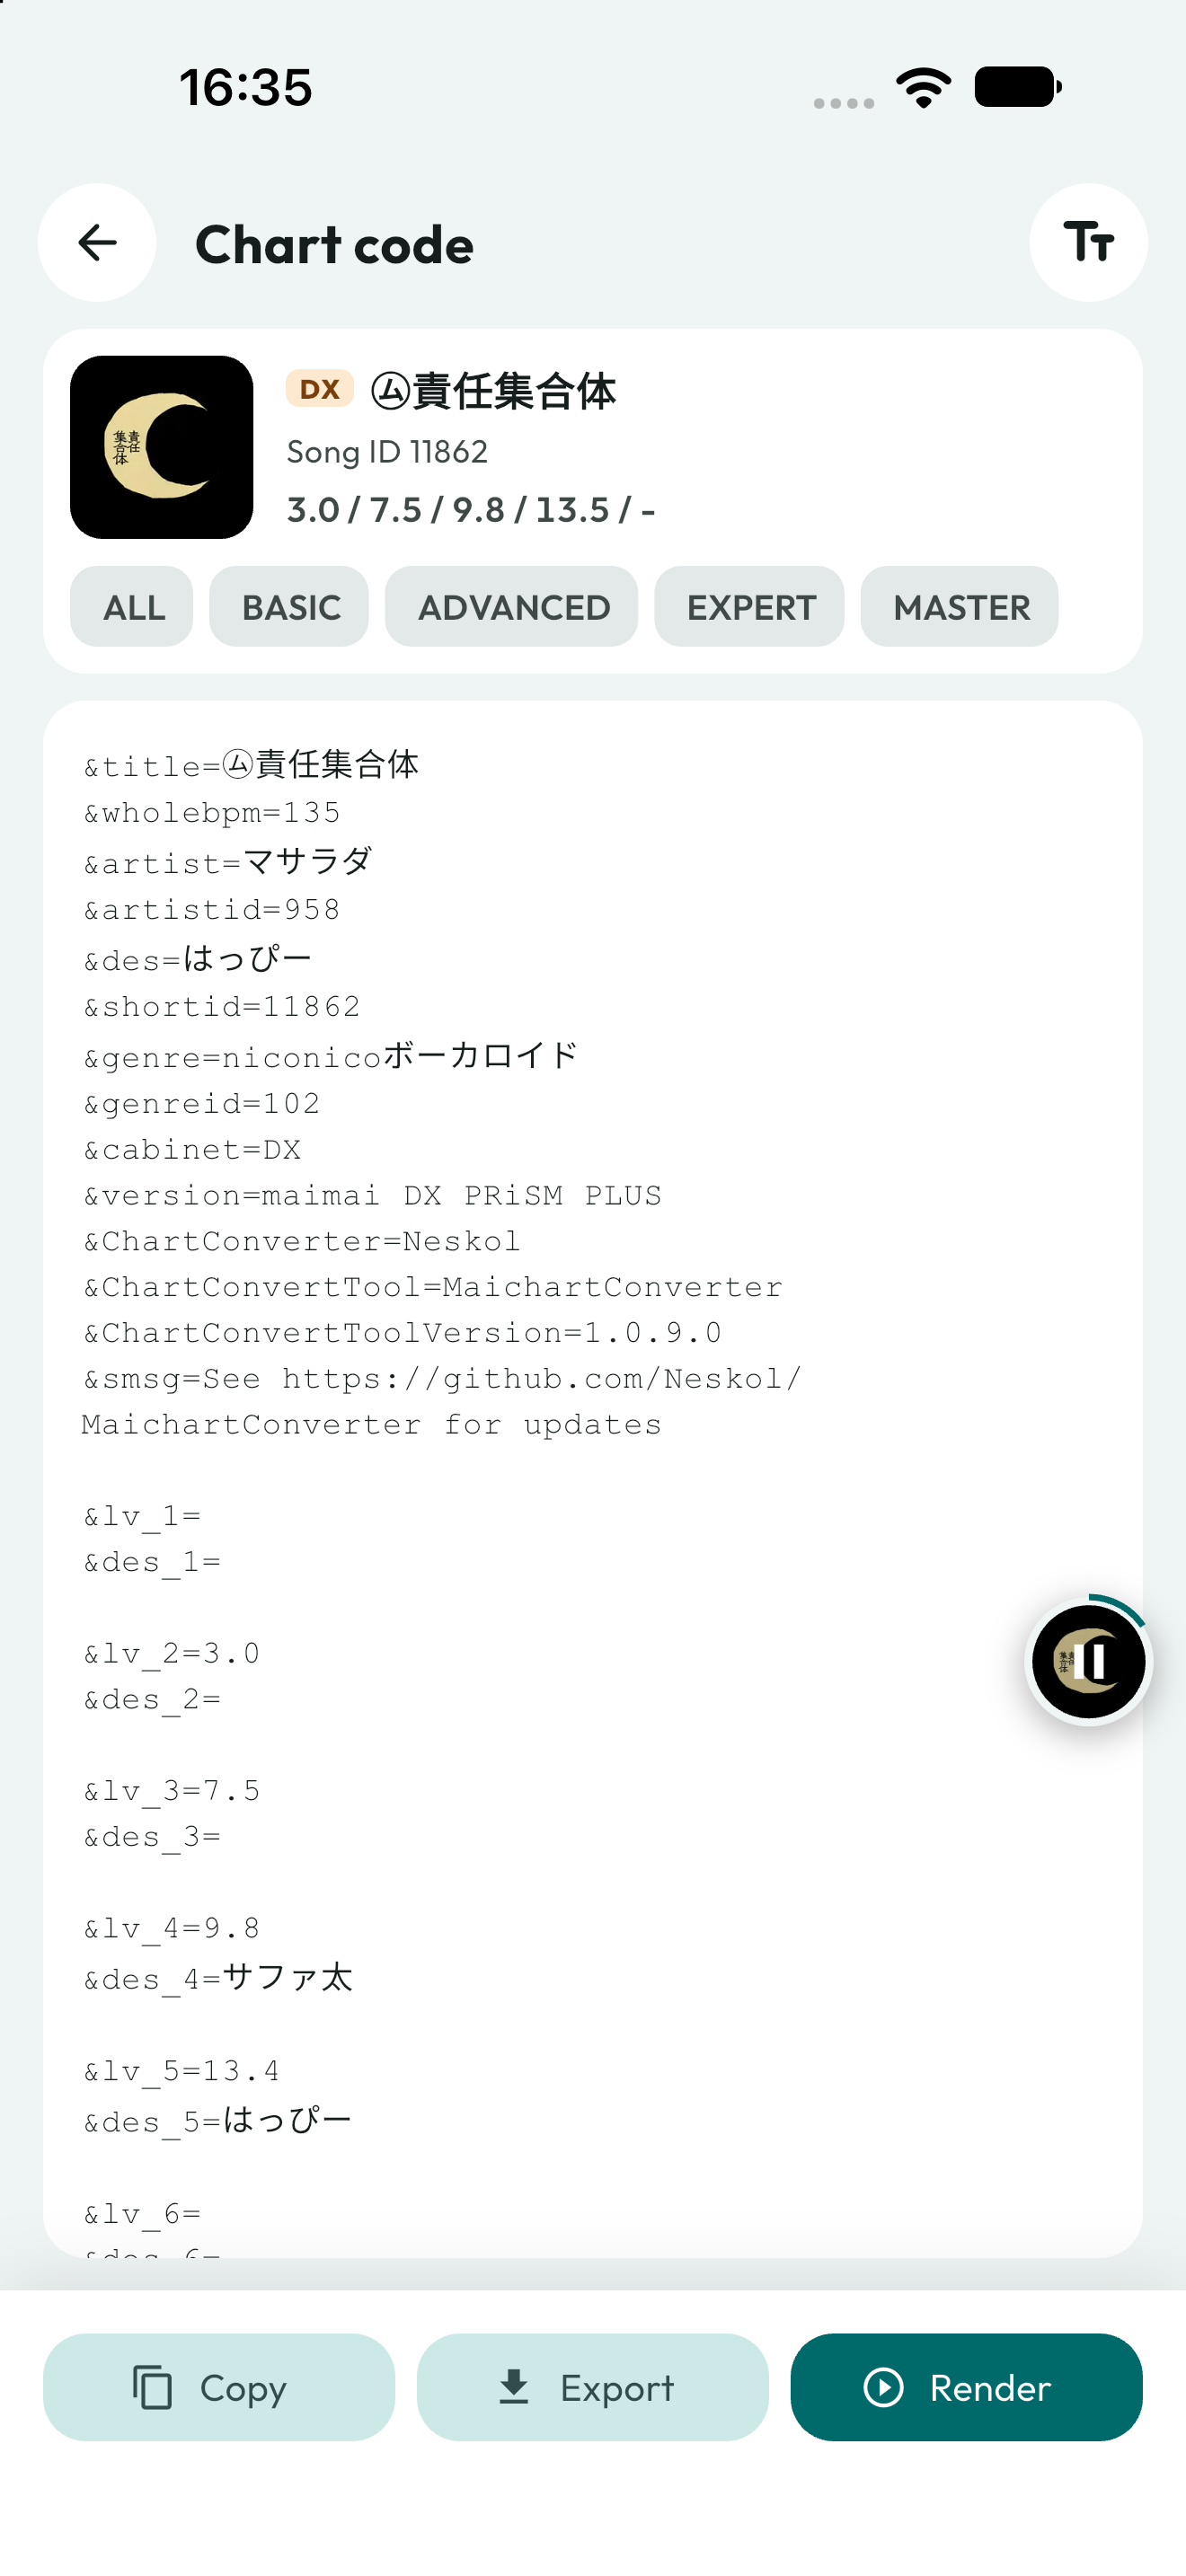 16:35
Chart code
DX ㋰責任集合体
Song ID 11862
3.0 / 7.5 / 9.8 / 13.5 / -
責任
集合体
ALL BASIC ADVANCED EXPERT MASTER
&title=㋰責任集合体
&wholebpm=135
&artist=マサラダ
&artistid=958
&des=はっぴー
&shortid=11862
&genre=niconicoボーカロイド
&genreid=102
&cabinet=DX
&version=maimai DX PRiSM PLUS
&ChartConverter=Neskol
&ChartConvertTool=MaichartConverter
&ChartConvertToolVersion=1.0.9.0
&smsg=See https://github.com/Neskol/
MaichartConverter for updates
&lv_1=
&des_1=
&lv_2=3.0
&des_2=
&lv_3=7.5
&des_3=
&lv_4=9.8
&des_4=サファ太
&lv_5=13.4
&des_5=はっぴー
&lv_6=
&des_6=
Copy Export Render